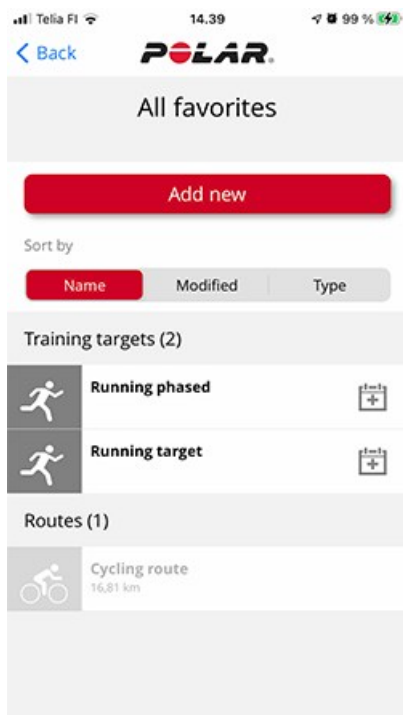 Telia FI 14.39 99 %
Back POLAR.
All favorites
Add new
Sort by
Name Modified Type
Training targets (2)
Running phased
Running target
Routes (1)
Cycling route
16,81 km